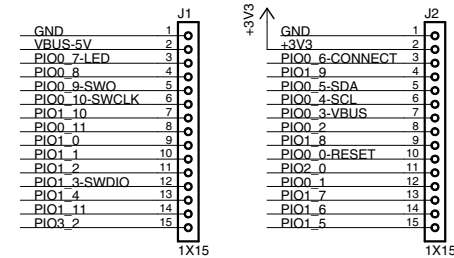 J1
GND 1
VBUS-5V 2
PIO0_7-LED 3
PIO0_8 4
PIO0_9-SWO 5
PIO0_10-SWCLK 6
PIO1_10 7
PIO0_11 8
PIO1_0 9
PIO1_1 10
PIO1_2 11
PIO1_3-SWDIO 12
PIO1_4 13
PIO1_11 14
PIO3_2 15
1X15
+3V3
J2
GND 1
+3V3 2
PIO0_6-CONNECT 3
PIO1_9 4
PIO0_5-SDA 5
PIO0_4-SCL 6
PIO0_3-VBUS 7
PIO0_2 8
PIO1_8 9
PIO0_0-RESET 10
PIO2_0 11
PIO0_1 12
PIO1_7 13
PIO1_6 14
PIO1_5 15
1X15